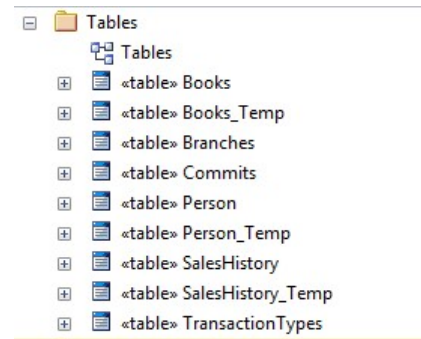 Tables
Tables
«table» Books
«table» Books_Temp
«table» Branches
«table» Commits
«table» Person
«table» Person_Temp
«table» SalesHistory
«table» SalesHistory_Temp
«table» TransactionTypes